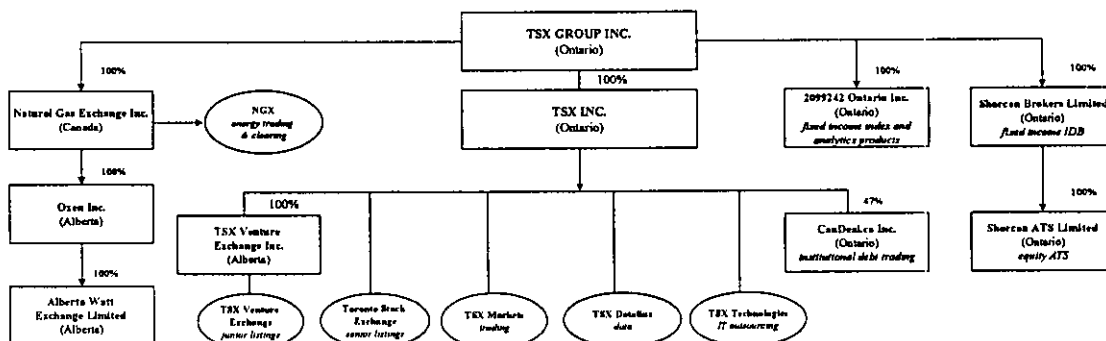 TSX GROUP INC.
(Ontario)
100%
100%
100%
100%
Natural Gas Exchange Inc.
(Canada)
NGX
energy trading
& clearing
TSX INC.
(Ontario)
2099242 Ontario Inc.
(Ontario)
fixed income index and
analytics products
Shorcan Brokers Limited
(Ontario)
fixed income IDB
100%
Oxen Inc.
(Alberta)
100%
Alberta Watt
Exchange Limited
(Alberta)
100%
TSX Venture
Exchange Inc.
(Alberta)
47%
CanDeal.ca Inc.
(Ontario)
institutional debt trading
100%
Shorcan ATS Limited
(Ontario)
equity ATS
TSX Venture
Exchange
junior listings
Toronto Stock
Exchange
senior listings
TSX Markets
trading
TSX Datalinx
data
TSX Technologies
IT outsourcing